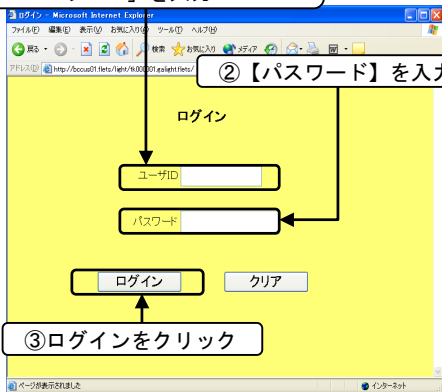 ログイン - Microsoft Internet Explorer
ファイル(F) 編集(E) 表示(V) お気に入り(A) ツール(T) ヘルプ(H)
戻る 検索 お気に入り メディア
②【パスワード】を入力
アドレス(D)
ログイン
ユーザID
パスワード
ログイン クリア
③ログインをクリック
ページが表示されました インターネット